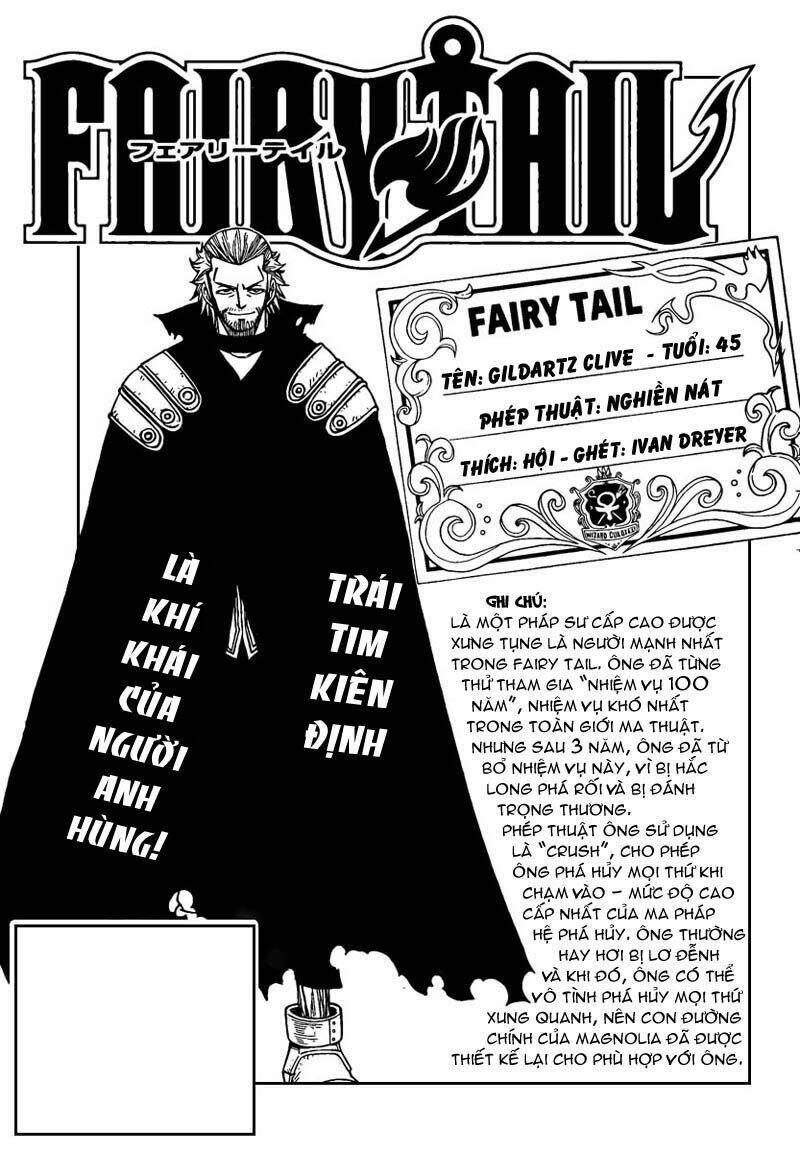 FAIRY TAIL
フェアリーテイル
FAIRY TAIL
TÊN: GILDARTZ CLIVE - TUỔI: 45
PHÉP THUẬT: NGHIỀN NÁT
THÍCH: HỘI - GHÉT: IVAN DREYER
WIZARD GUILD
TRÁI
TIM
KIÊN
ĐỊNH
LÀ
KHÍ
KHÁI
CỦA
NGƯỜI
ANH
HÙNG!
GHI CHÚ:
LÀ MỘT PHÁP SƯ CẤP CAO ĐƯỢC
XƯNG TỤNG LÀ NGƯỜI MẠNH NHẤT
TRONG FAIRY TAIL. ÔNG ĐÃ TỪNG
THỬ THAM GIA “NHIỆM VỤ 100
NĂM”, NHIỆM VỤ KHÓ NHẤT
TRONG TOÀN GIỚI MA THUẬT.
NHƯNG SAU 3 NĂM, ÔNG ĐÃ TỪ
BỎ NHIỆM VỤ NÀY, VÌ BỊ HẮC
LONG PHÁ RỐI VÀ BỊ ĐÁNH
TRỌNG THƯƠNG.
PHÉP THUẬT ÔNG SỬ DỤNG
LÀ “CRUSH”, CHO PHÉP
ÔNG PHÁ HỦY MỌI THỨ KHI
CHẠM VÀO – MỨC ĐỘ CAO
CẤP NHẤT CỦA MA PHÁP
HỆ PHÁ HỦY. ÔNG THƯỜNG
HAY HƠI BỊ LƠ ĐỄNH
VÀ KHI ĐÓ, ÔNG CÓ THỂ
VÔ TÌNH PHÁ HỦY MỌI THỨ
XUNG QUANH, NÊN CON ĐƯỜNG
CHÍNH CỦA MAGNOLIA ĐÃ ĐƯỢC
THIẾT KẾ LẠI CHO PHÙ HỢP VỚI ÔNG.